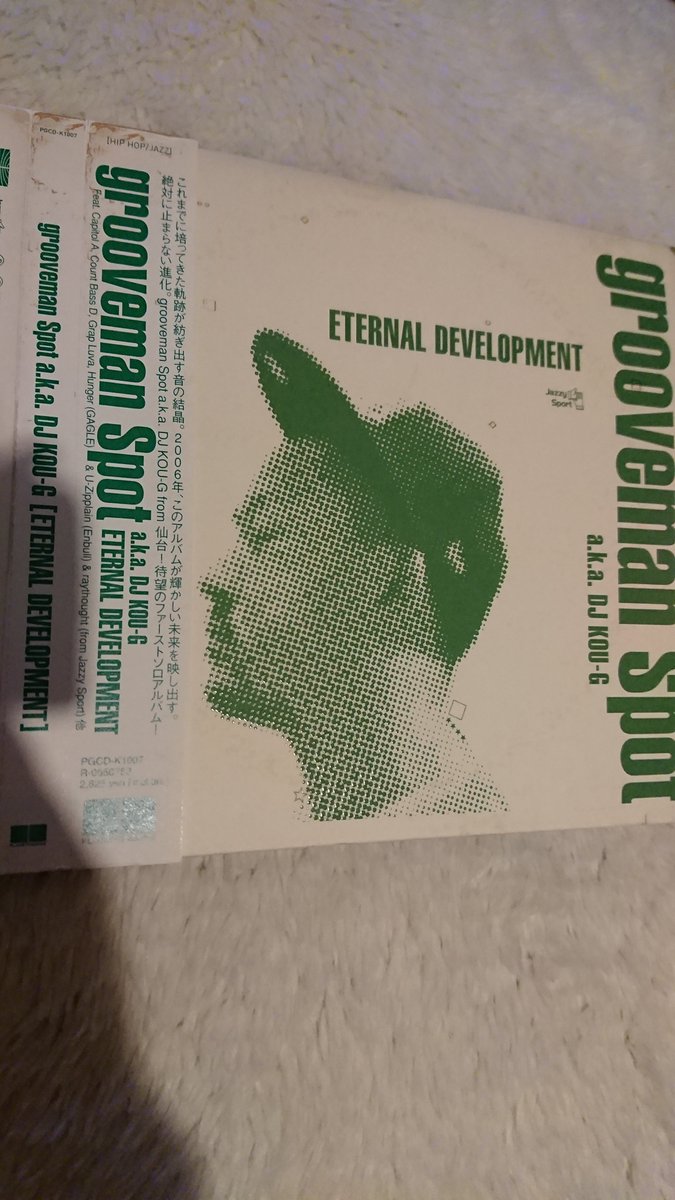 grooveman Spot
a.k.a. DJ KOU-G
ETERNAL DEVELOPMENT
Jazzy
Sport
[HIP HOP/JAZZ]
これまでに培ってきた軌跡が紡ぎ出す音の結晶。2006年、このアルバムが輝かしい未来を映し出す。
絶対に止まらない進化。grooveman Spot a.k.a. DJ KOU-G from 仙台！待望のファーストソロアルバム！
grooveman Spot
a.k.a. DJ KOU-G
ETERNAL DEVELOPMENT
Feat. Capitol A, Count Bass D, Grap Luva, Hunger (GAGLE) & U-Zipplain (Enbull) & raythought (from Jazzy Sport) 他
PGCD-K1007
PGCD-K1007
grooveman Spot a.k.a. DJ KOU-G [ETERNAL DEVELOPMENT]